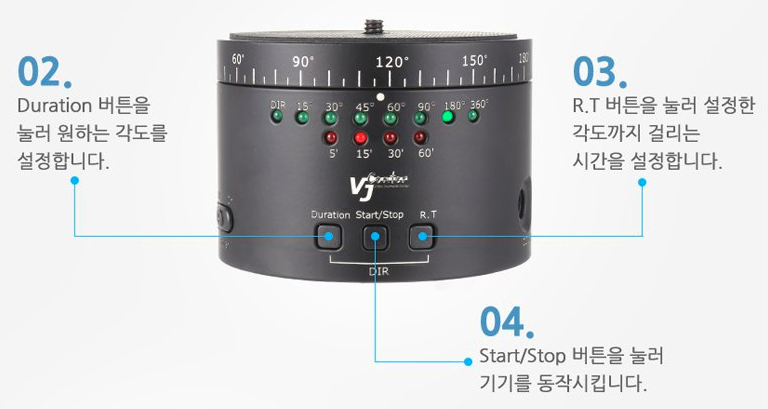 60° 90° 120° 150° 180
02.
Duration 버튼을
눌러 원하는 각도를
설정합니다.
03.
R.T 버튼을 눌러 설정한
각도까지 걸리는
시간을 설정합니다.
DIR 15° 30° 45° 60° 90° 180° 360°
5' 15' 30' 60'
VJ Center
Duration Start/Stop R.T
DIR
04.
Start/Stop 버튼을 눌러
기기를 동작시킵니다.